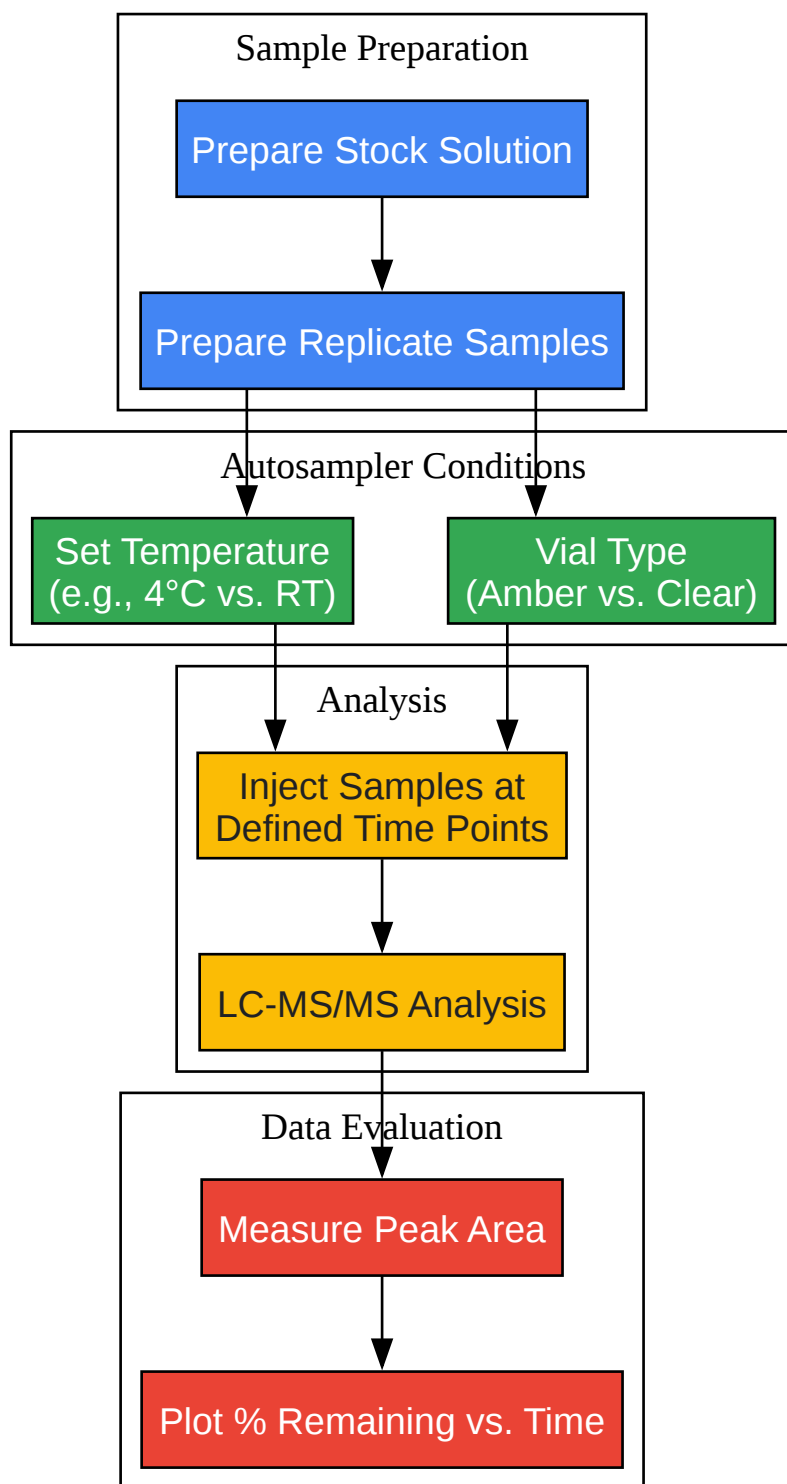 Sample Preparation
Prepare Stock Solution
Prepare Replicate Samples
Autosampler Conditions
Set Temperature
(e.g., 4°C vs. RT)
Vial Type
(Amber vs. Clear)
Analysis
Inject Samples at
Defined Time Points
LC-MS/MS Analysis
Data Evaluation
Measure Peak Area
Plot % Remaining vs. Time